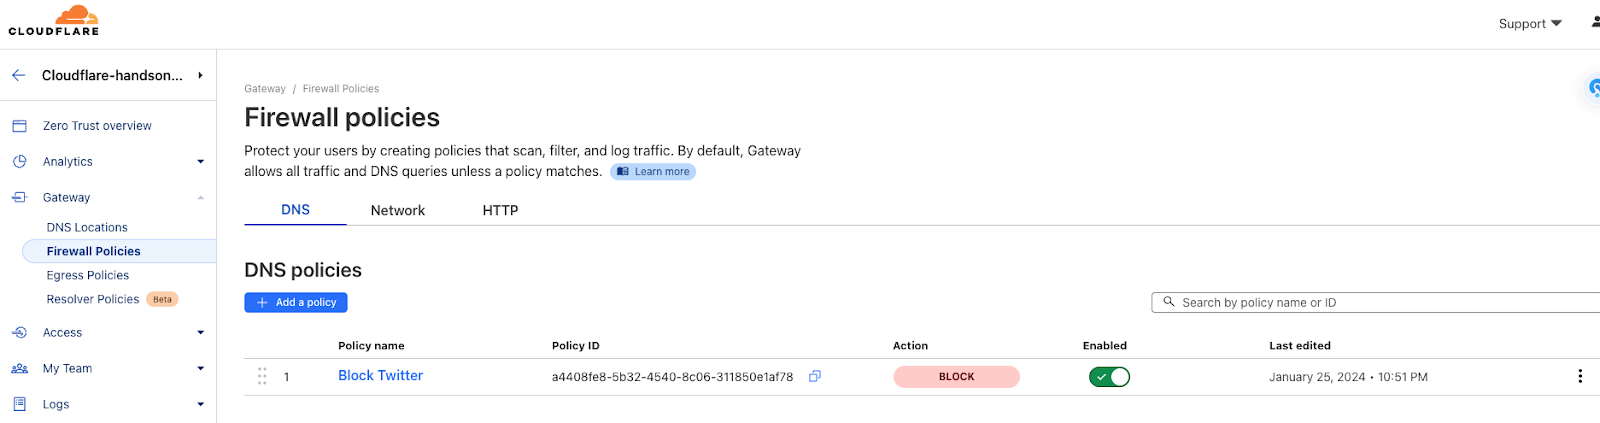 CLOUDFLARE
Support
Cloudflare-handson...
Zero Trust overview
Analytics
Gateway
DNS Locations
Firewall Policies
Egress Policies
Resolver Policies Beta
Access
My Team
Logs
Gateway / Firewall Policies
Firewall policies
Protect your users by creating policies that scan, filter, and log traffic. By default, Gateway
allows all traffic and DNS queries unless a policy matches. Learn more
DNS Network HTTP
DNS policies
+ Add a policy
Search by policy name or ID
Policy name Policy ID Action Enabled Last edited
1 Block Twitter a4408fe8-5b32-4540-8c06-311850e1af78 BLOCK January 25, 2024 • 10:51 PM